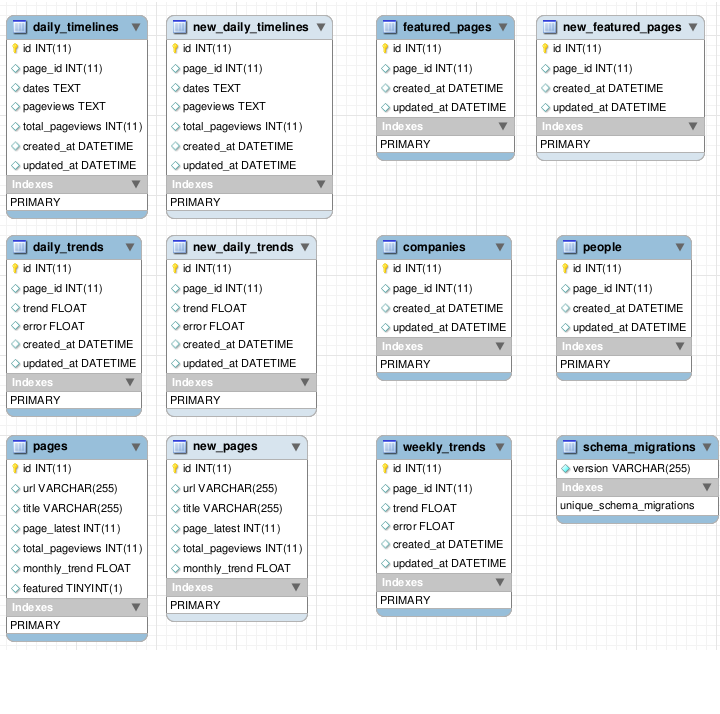 daily_timelines
id INT(11)
page_id INT(11)
dates TEXT
pageviews TEXT
total_pageviews INT(11)
created_at DATETIME
updated_at DATETIME
Indexes
PRIMARY
new_daily_timelines
id INT(11)
page_id INT(11)
dates TEXT
pageviews TEXT
total_pageviews INT(11)
created_at DATETIME
updated_at DATETIME
Indexes
PRIMARY
featured_pages
id INT(11)
page_id INT(11)
created_at DATETIME
updated_at DATETIME
Indexes
PRIMARY
new_featured_pages
id INT(11)
page_id INT(11)
created_at DATETIME
updated_at DATETIME
Indexes
PRIMARY
daily_trends
id INT(11)
page_id INT(11)
trend FLOAT
error FLOAT
created_at DATETIME
updated_at DATETIME
Indexes
PRIMARY
new_daily_trends
id INT(11)
page_id INT(11)
trend FLOAT
error FLOAT
created_at DATETIME
updated_at DATETIME
Indexes
PRIMARY
companies
id INT(11)
page_id INT(11)
created_at DATETIME
updated_at DATETIME
Indexes
PRIMARY
people
id INT(11)
page_id INT(11)
created_at DATETIME
updated_at DATETIME
Indexes
PRIMARY
pages
id INT(11)
url VARCHAR(255)
title VARCHAR(255)
page_latest INT(11)
total_pageviews INT(11)
monthly_trend FLOAT
featured TINYINT(1)
Indexes
PRIMARY
new_pages
id INT(11)
url VARCHAR(255)
title VARCHAR(255)
page_latest INT(11)
total_pageviews INT(11)
monthly_trend FLOAT
Indexes
PRIMARY
weekly_trends
id INT(11)
page_id INT(11)
trend FLOAT
error FLOAT
created_at DATETIME
updated_at DATETIME
Indexes
PRIMARY
schema_migrations
version VARCHAR(255)
Indexes
unique_schema_migrations